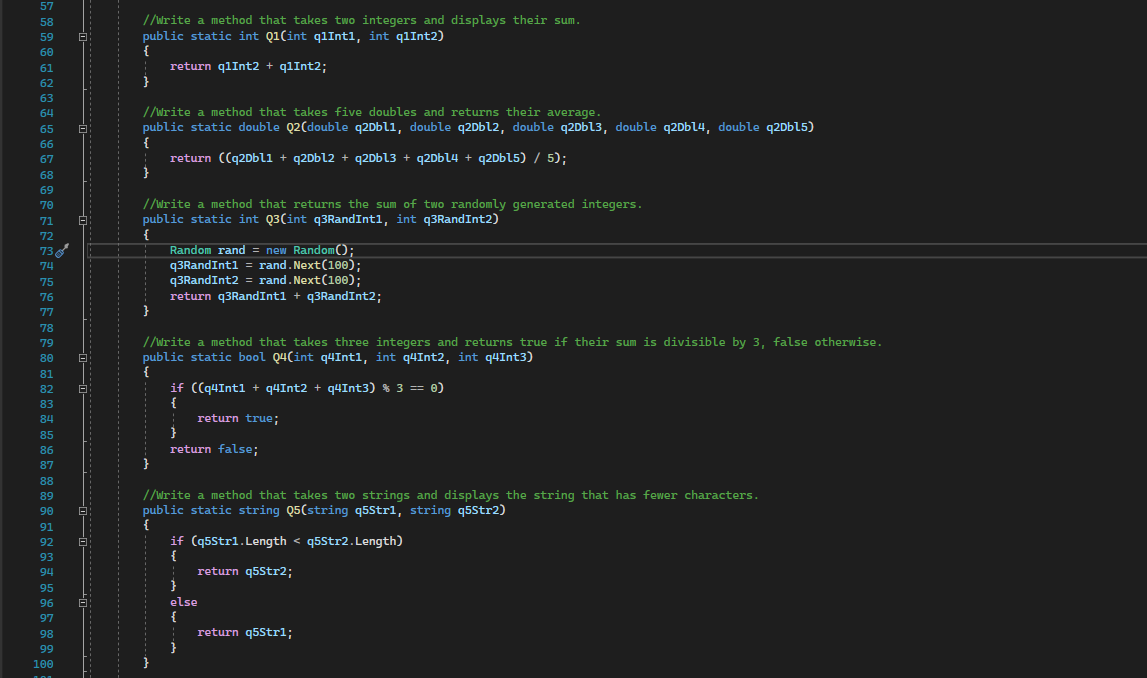 57
58 //Write a method that takes two integers and displays their sum.
59 public static int Q1(int q1Int1, int q1Int2)
60 {
61 return q1Int2 + q1Int2;
62 }
63
64 //Write a method that takes five doubles and returns their average.
65 public static double Q2(double q2Dbl1, double q2Dbl2, double q2Dbl3, double q2Dbl4, double q2Dbl5)
66 {
67 return ((q2Dbl1 + q2Dbl2 + q2Dbl3 + q2Dbl4 + q2Dbl5) / 5);
68 }
69
70 //Write a method that returns the sum of two randomly generated integers.
71 public static int Q3(int q3RandInt1, int q3RandInt2)
72 {
73 Random rand = new Random();
74 q3RandInt1 = rand.Next(100);
75 q3RandInt2 = rand.Next(100);
76 return q3RandInt1 + q3RandInt2;
77 }
78
79 //Write a method that takes three integers and returns true if their sum is divisible by 3, false otherwise.
80 public static bool Q4(int q4Int1, int q4Int2, int q4Int3)
81 {
82 if ((q4Int1 + q4Int2 + q4Int3) % 3 == 0)
83 {
84 return true;
85 }
86 return false;
87 }
88
89 //Write a method that takes two strings and displays the string that has fewer characters.
90 public static string Q5(string q5Str1, string q5Str2)
91 {
92 if (q5Str1.Length < q5Str2.Length)
93 {
94 return q5Str2;
95 }
96 else
97 {
98 return q5Str1;
99 }
100 }